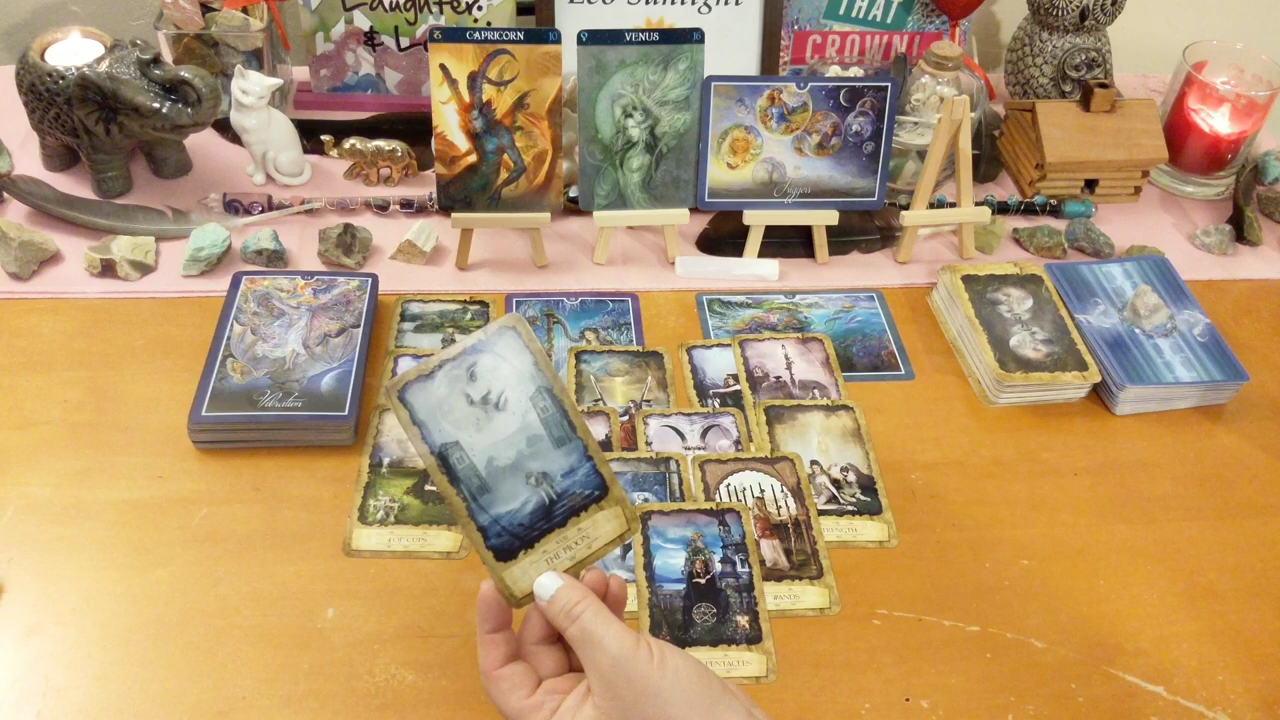 Laughter,
& L
Leo Sunlight
THAT
CROWN!
CAPRICORN 10
VENUS 16
Triggers
Vibration
4 OF CUPS
THE MOON
STRENGTH
WANDS
PENTACLES